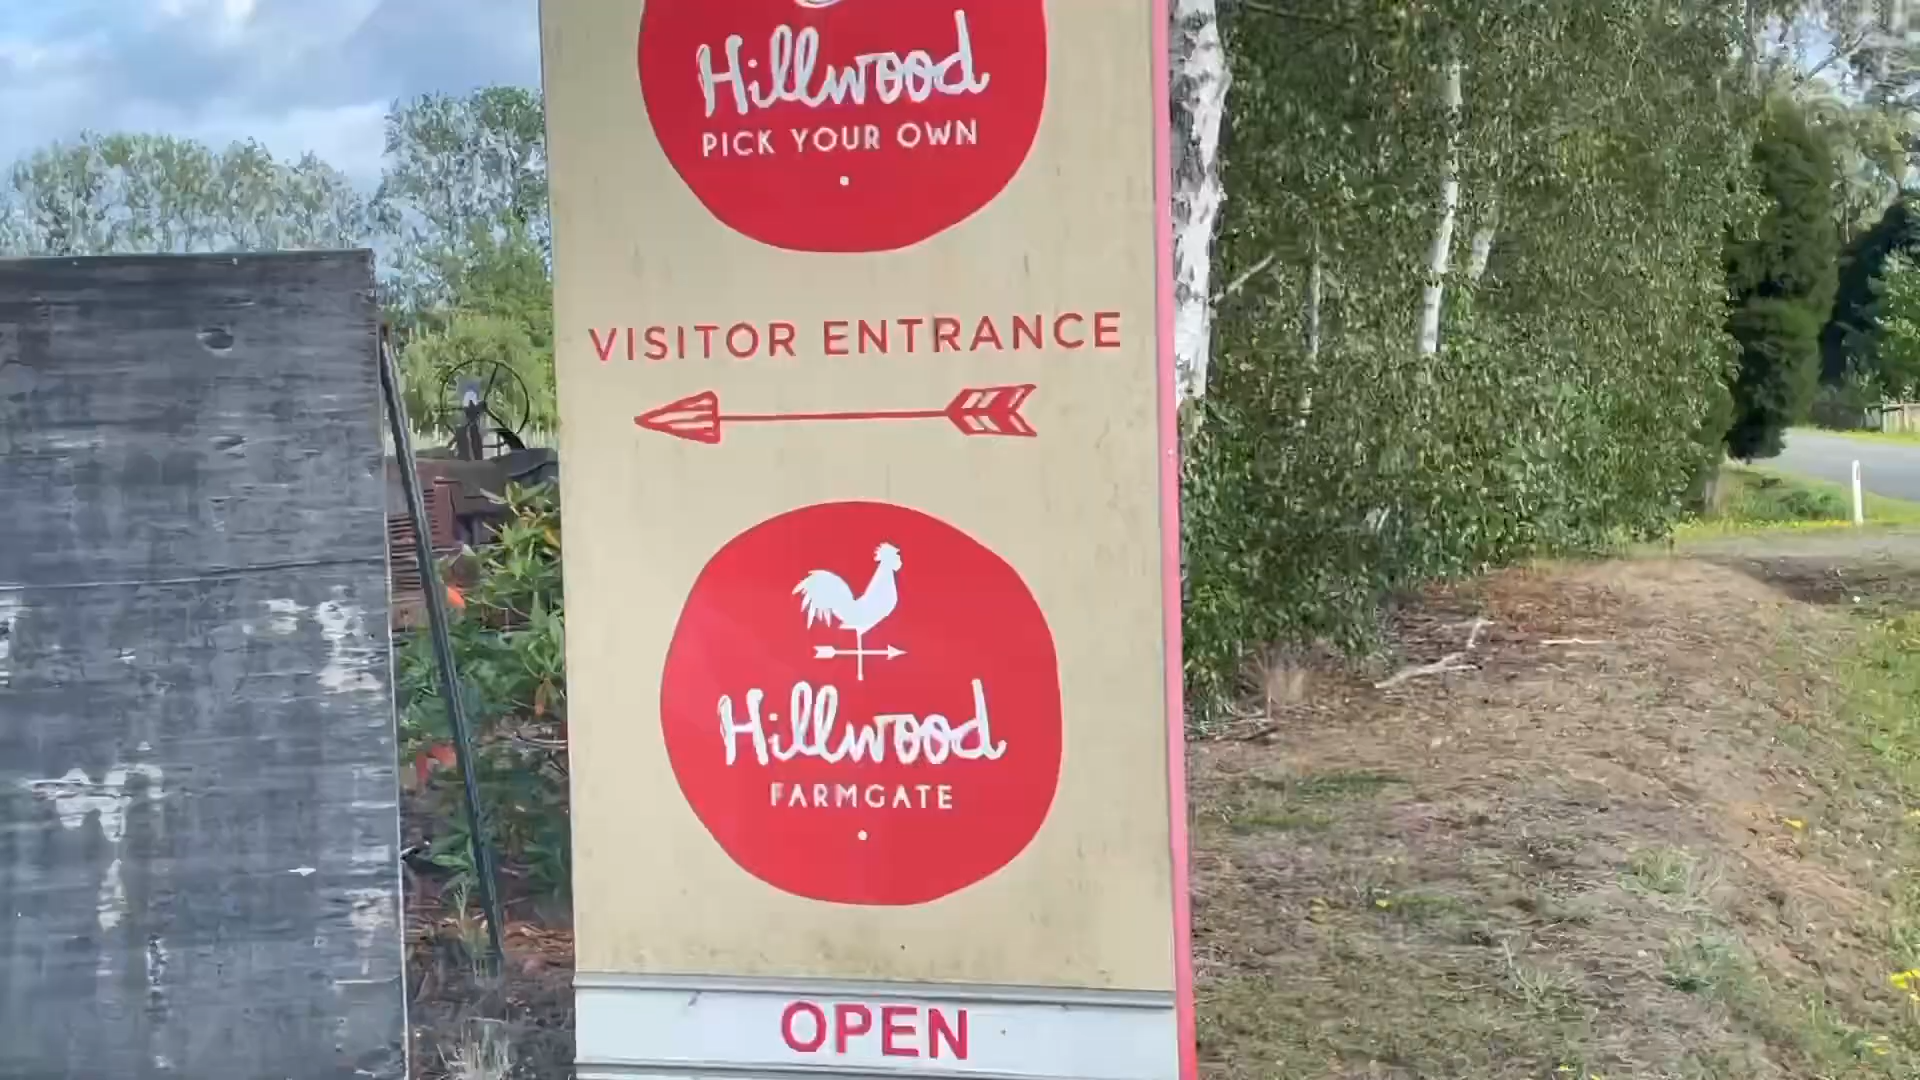 Hillwood
PICK YOUR OWN
VISITOR ENTRANCE
Hillwood
FARMGATE
OPEN